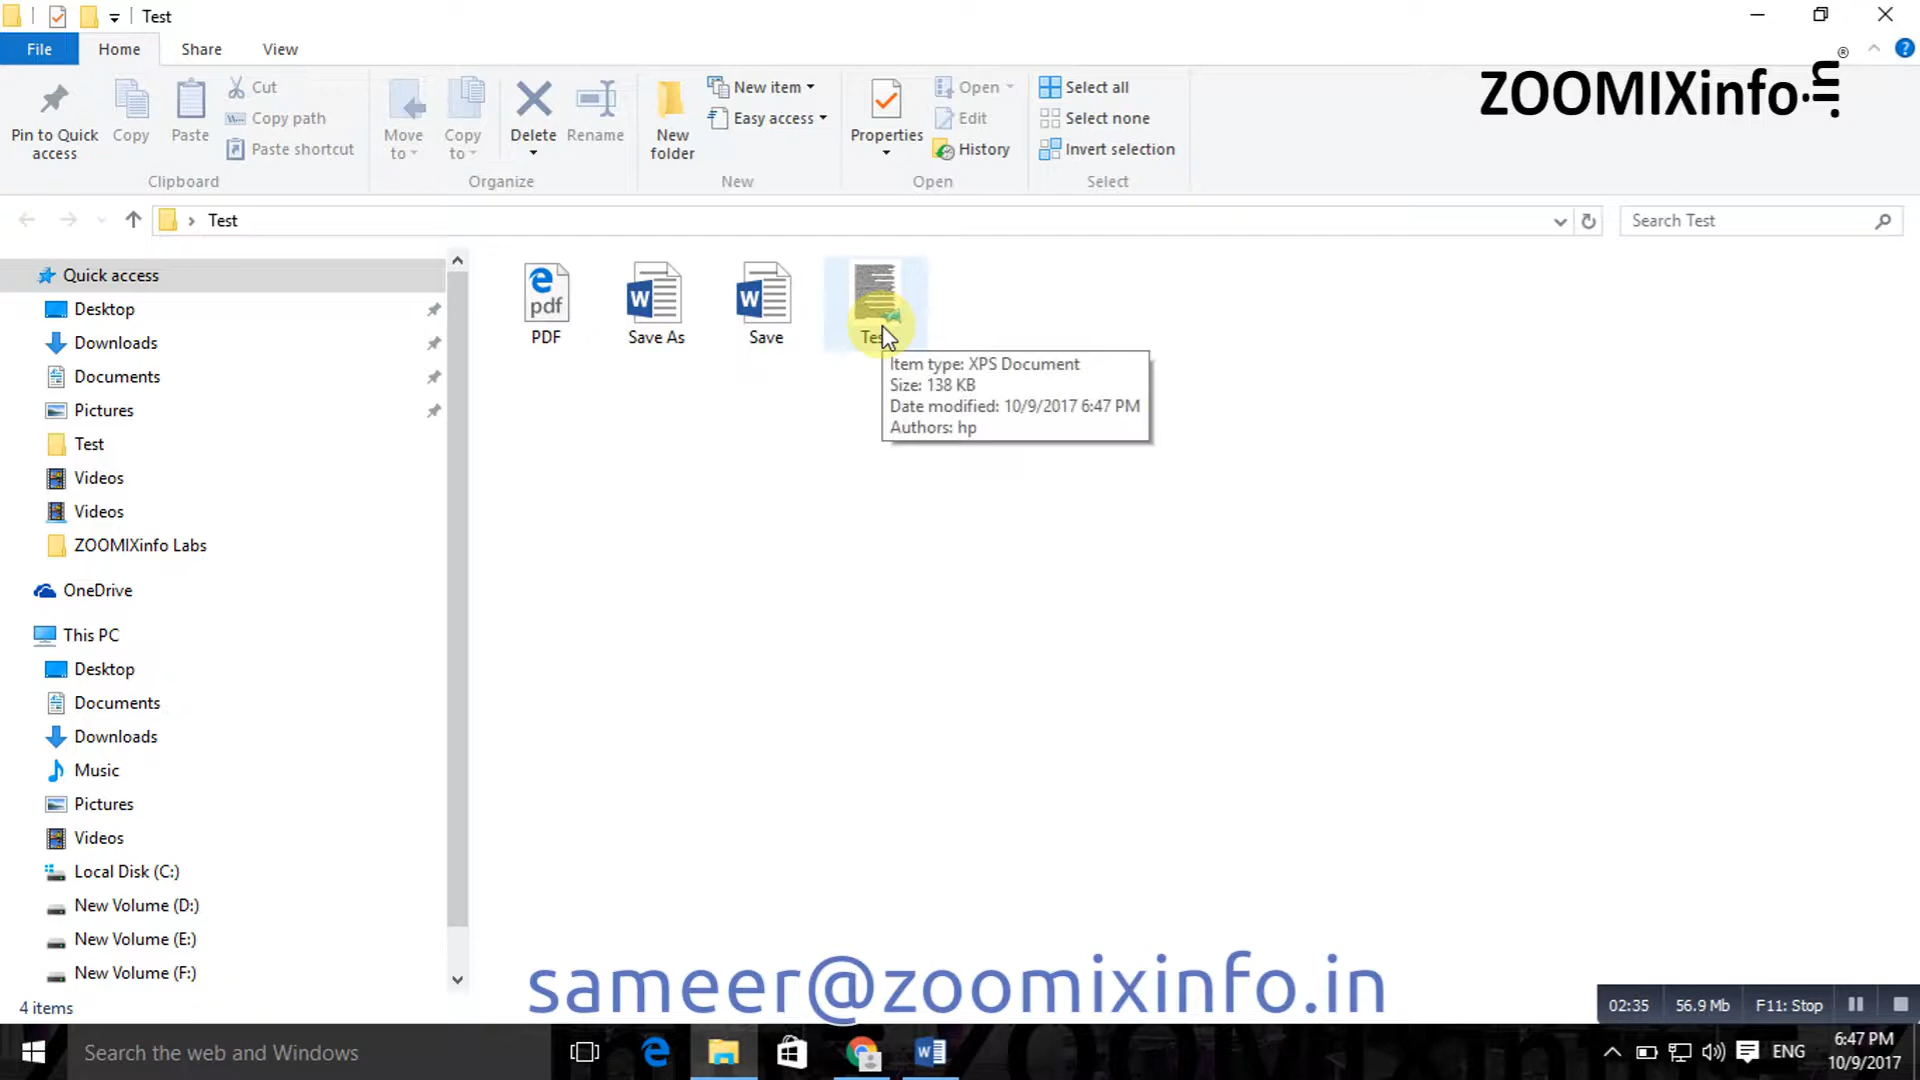 Test
File Home Share View
ZOOMIXinfo.in ®
Pin to Quick access
Copy
Paste
Cut
Copy path
Paste shortcut
Clipboard
Move to
Copy to
Delete
Rename
Organize
New folder
New item
Easy access
New
Properties
Open
Edit
History
Open
Select all
Select none
Invert selection
Select
Test
Search Test
Quick access
Desktop
Downloads
Documents
Pictures
Test
Videos
Videos
ZOOMIXinfo Labs
OneDrive
This PC
Desktop
Documents
Downloads
Music
Pictures
Videos
Local Disk (C:)
New Volume (D:)
New Volume (E:)
New Volume (F:)
pdf
PDF
W
Save As
W
Save
Item type: XPS Document
Size: 138 KB
Date modified: 10/9/2017 6:47 PM
Authors: hp
sameer@zoomixinfo.in
4 items
02:35 56.9 Mb F11: Stop
Search the web and Windows
ENG
6:47 PM
10/9/2017